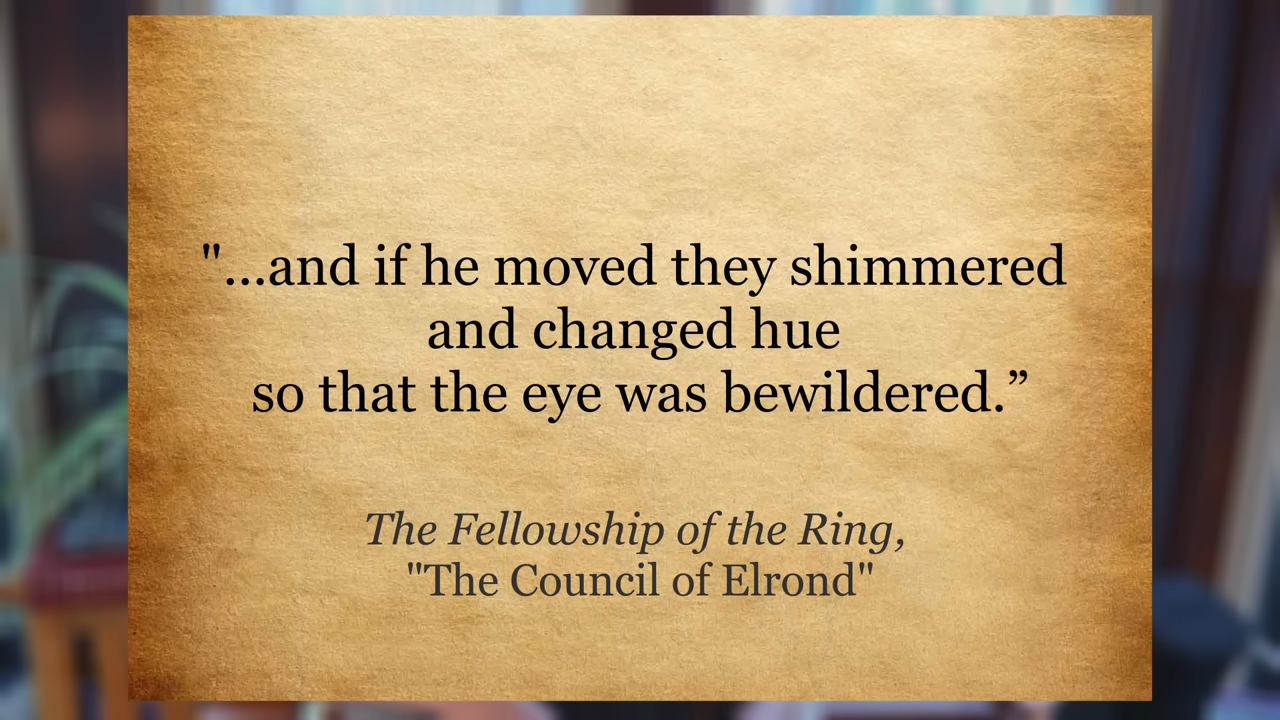 "...and if he moved they shimmered
and changed hue
so that the eye was bewildered.”
The Fellowship of the Ring,
"The Council of Elrond"